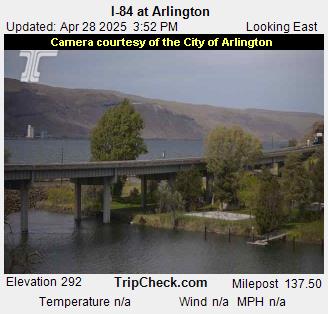 I-84 at Arlington
Updated: Apr 28 2025 3:52 PM Looking East
Camera courtesy of the City of Arlington
Elevation 292 TripCheck.com Milepost 137.50
Temperature n/a Wind n/a MPH n/a